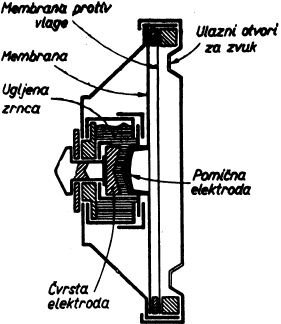 Membrana protiv
vlage
Ulazni otvori
za zvuk
Membrana
Ugljena
zrnca
Pomična
elektroda
Čvrsta
elektroda